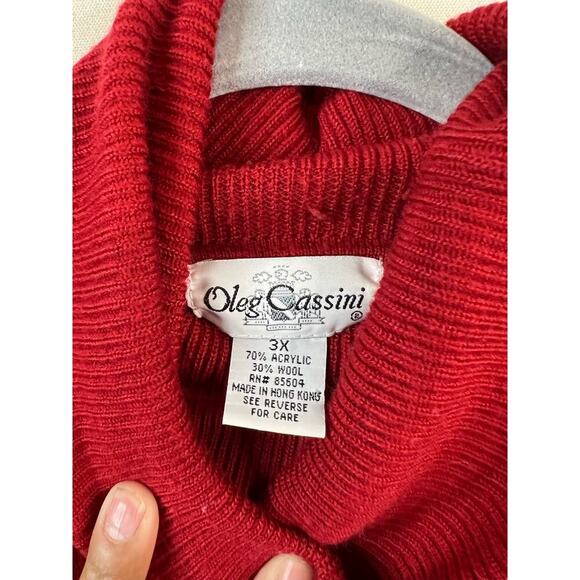 Oleg Cassini ®
3X
70% ACRYLIC
30% WOOL
RN# 85604
MADE IN HONG KONG
SEE REVERSE
FOR CARE